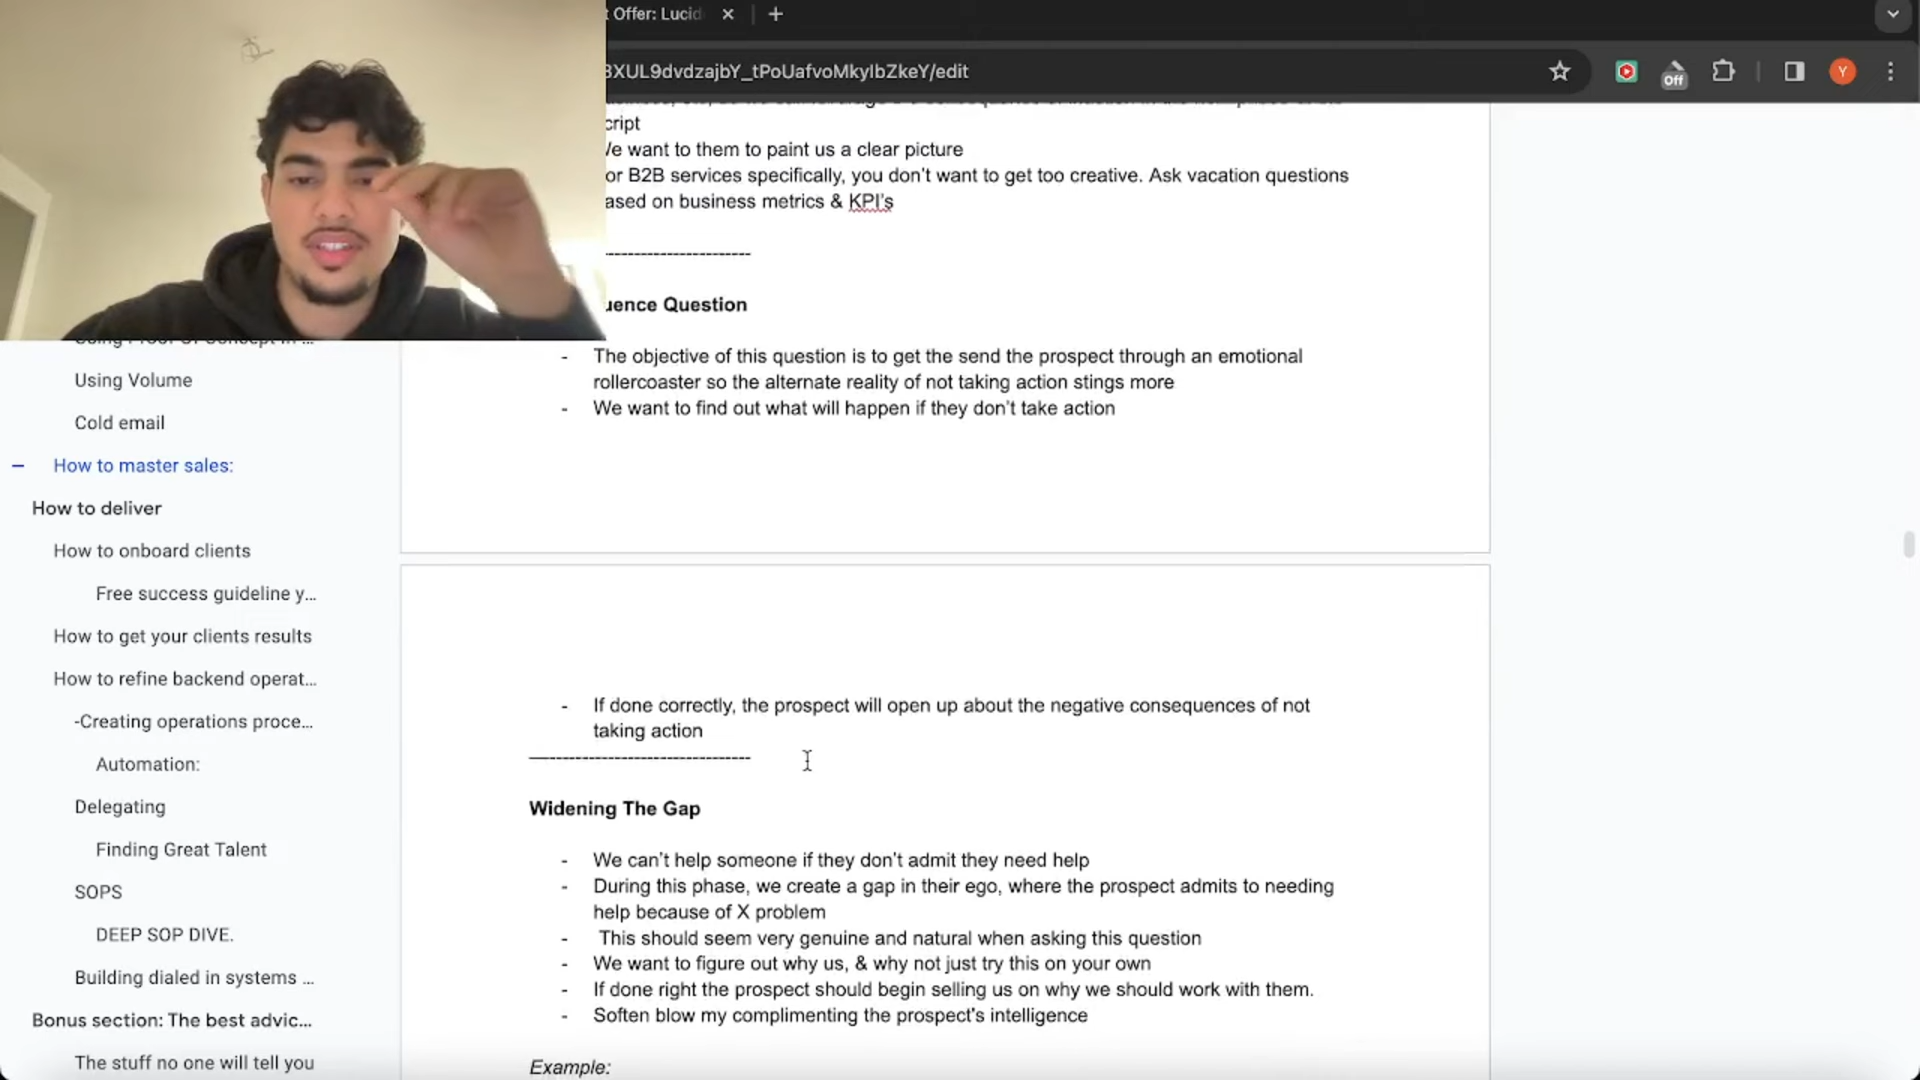 t Offer: Lucid
3XUL9dvdzajbY_tPoUafvoMkyIbZkeY/edit
Off
Y
cript
Ve want to them to paint us a clear picture
or B2B services specifically, you don't want to get too creative. Ask vacation questions
ased on business metrics & KPI's
uence Question
Using Volume
Cold email
How to master sales:
How to deliver
How to onboard clients
Free success guideline y...
How to get your clients results
How to refine backend operat...
-Creating operations proce...
Automation:
Delegating
Finding Great Talent
SOPS
DEEP SOP DIVE.
Building dialed in systems ...
Bonus section: The best advic...
The stuff no one will tell you
- The objective of this question is to get the send the prospect through an emotional
rollercoaster so the alternate reality of not taking action stings more
- We want to find out what will happen if they don't take action
- If done correctly, the prospect will open up about the negative consequences of not
taking action
Widening The Gap
- We can't help someone if they don't admit they need help
- During this phase, we create a gap in their ego, where the prospect admits to needing
help because of X problem
- This should seem very genuine and natural when asking this question
- We want to figure out why us, & why not just try this on your own
- If done right the prospect should begin selling us on why we should work with them.
- Soften blow my complimenting the prospect's intelligence
Example: